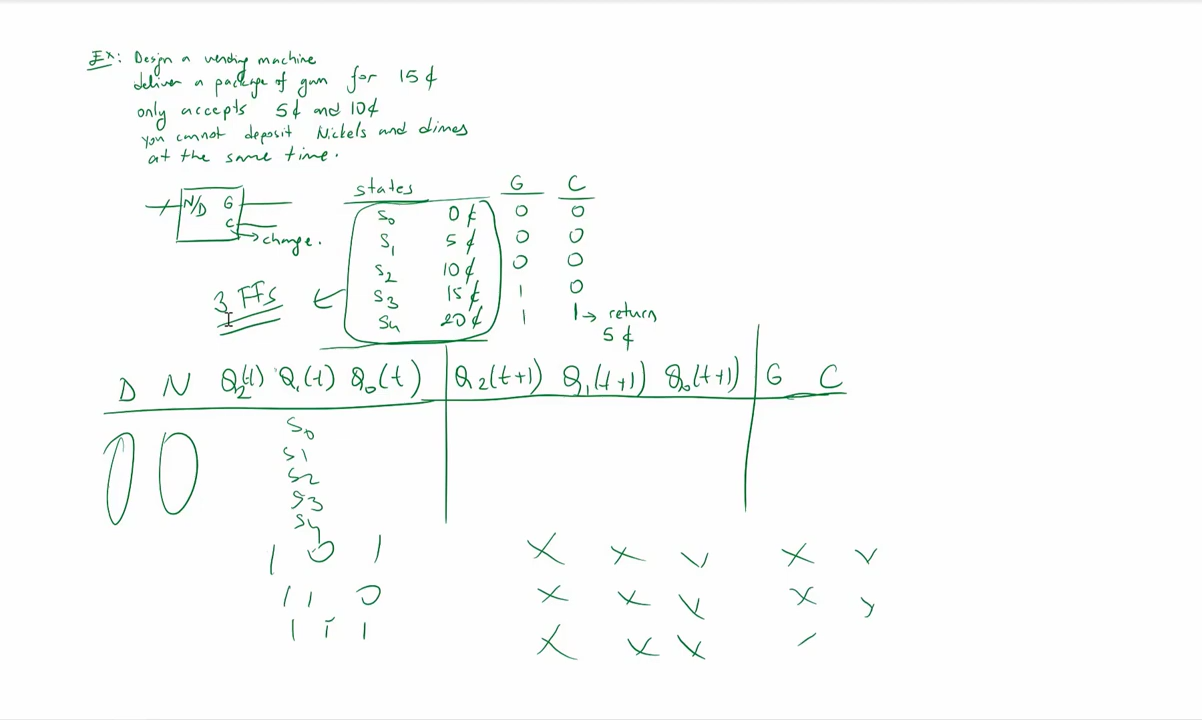 Ex: Design a vending machine
deliver a package of gum for 15¢
only accepts 5¢ and 10¢
you cannot deposit Nickels and dimes
at the same time.
N/D G
C
change.
states G C
S0 0¢ 0 0
S1 5¢ 0 0
S2 10¢ 0 0
S3 15¢ 1 0
S4 20¢ 1 1 → return
5¢
3 FFs
D N Q2(t) Q1(t) Q0(t) Q2(t+1) Q1(t+1) Q0(t+1) G C
0 0 S0
S1
S2
S3
S4
1 0 1 X X X X X
1 1 0 X X X X X
1 1 1 X X X